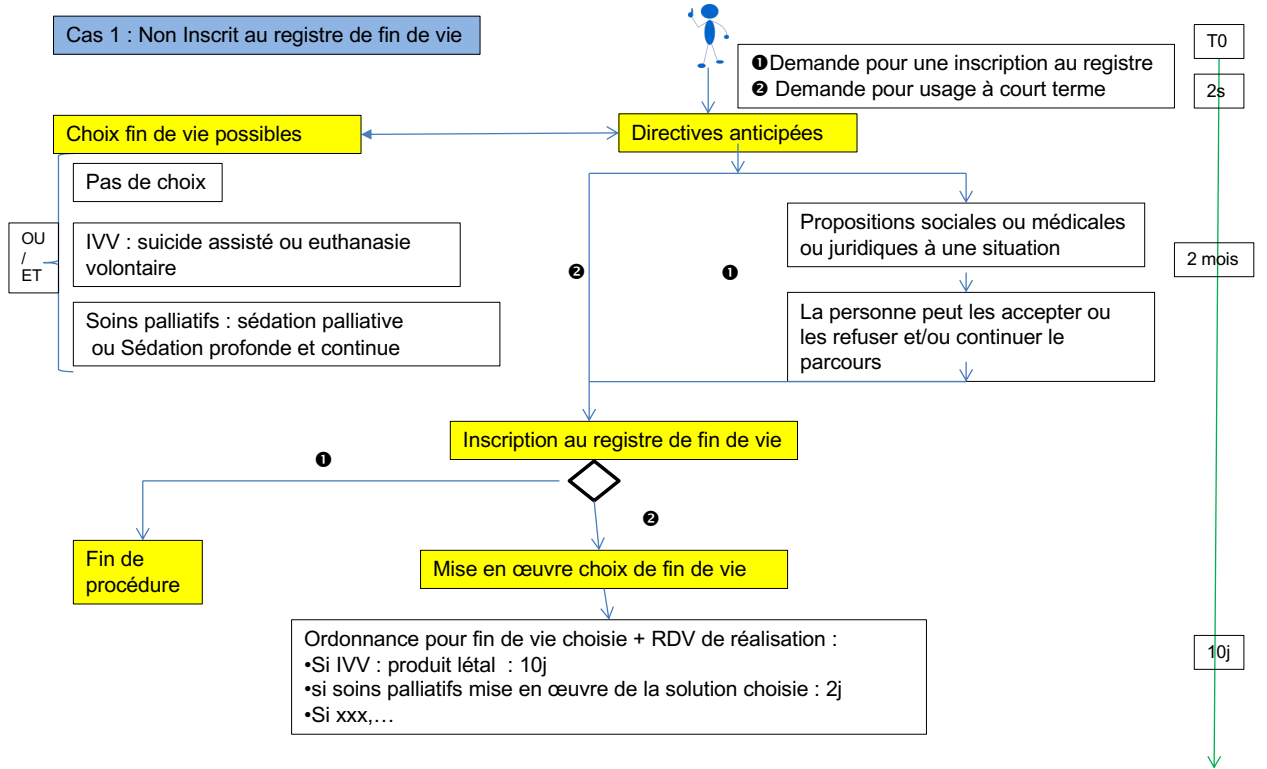 Cas 1 : Non Inscrit au registre de fin de vie
T0
❶Demande pour une inscription au registre
❷ Demande pour usage à court terme
2s
Choix fin de vie possibles
Directives anticipées
Pas de choix
OU
/
ET
IVV : suicide assisté ou euthanasie
volontaire
Soins palliatifs : sédation palliative
ou Sédation profonde et continue
❷
❶
Propositions sociales ou médicales
ou juridiques à une situation
2 mois
La personne peut les accepter ou
les refuser et/ou continuer le
parcours
Inscription au registre de fin de vie
❶
❷
Fin de
procédure
Mise en œuvre choix de fin de vie
Ordonnance pour fin de vie choisie + RDV de réalisation :
•Si IVV : produit létal : 10j
•si soins palliatifs mise en œuvre de la solution choisie : 2j
•Si xxx,…
10j